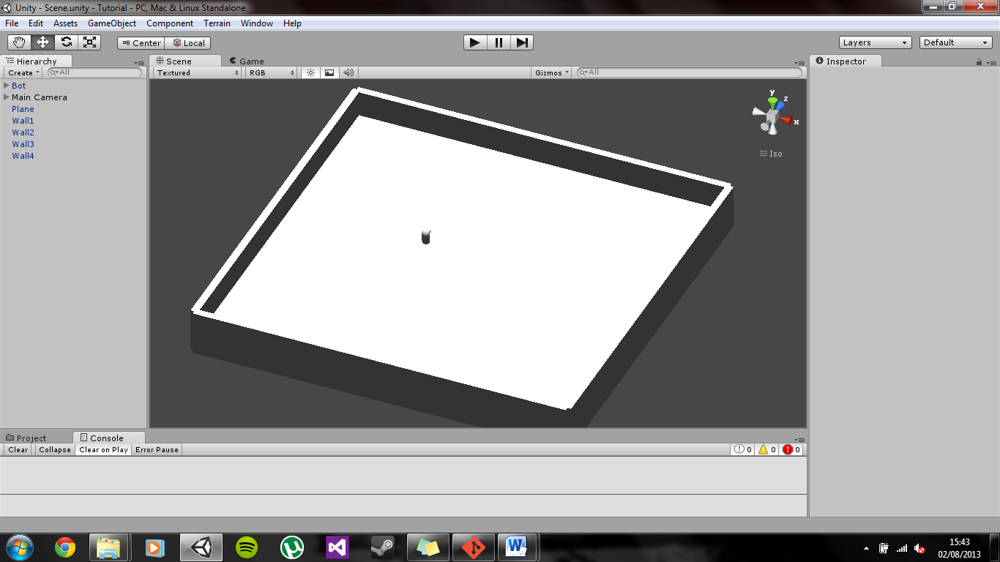 Unity - Scene.unity - Tutorial - PC, Mac & Linux Standalone
File Edit Assets GameObject Component Terrain Window Help
Center Local Layers Default
Hierarchy Scene Game Inspector
Create All Textured RGB Gizmos All
Bot
Main Camera
Plane
Wall1
Wall2
Wall3
Wall4
y
z
x
Iso
Project Console
Clear Collapse Clear on Play Error Pause 0 0 0
15:43
02/08/2013